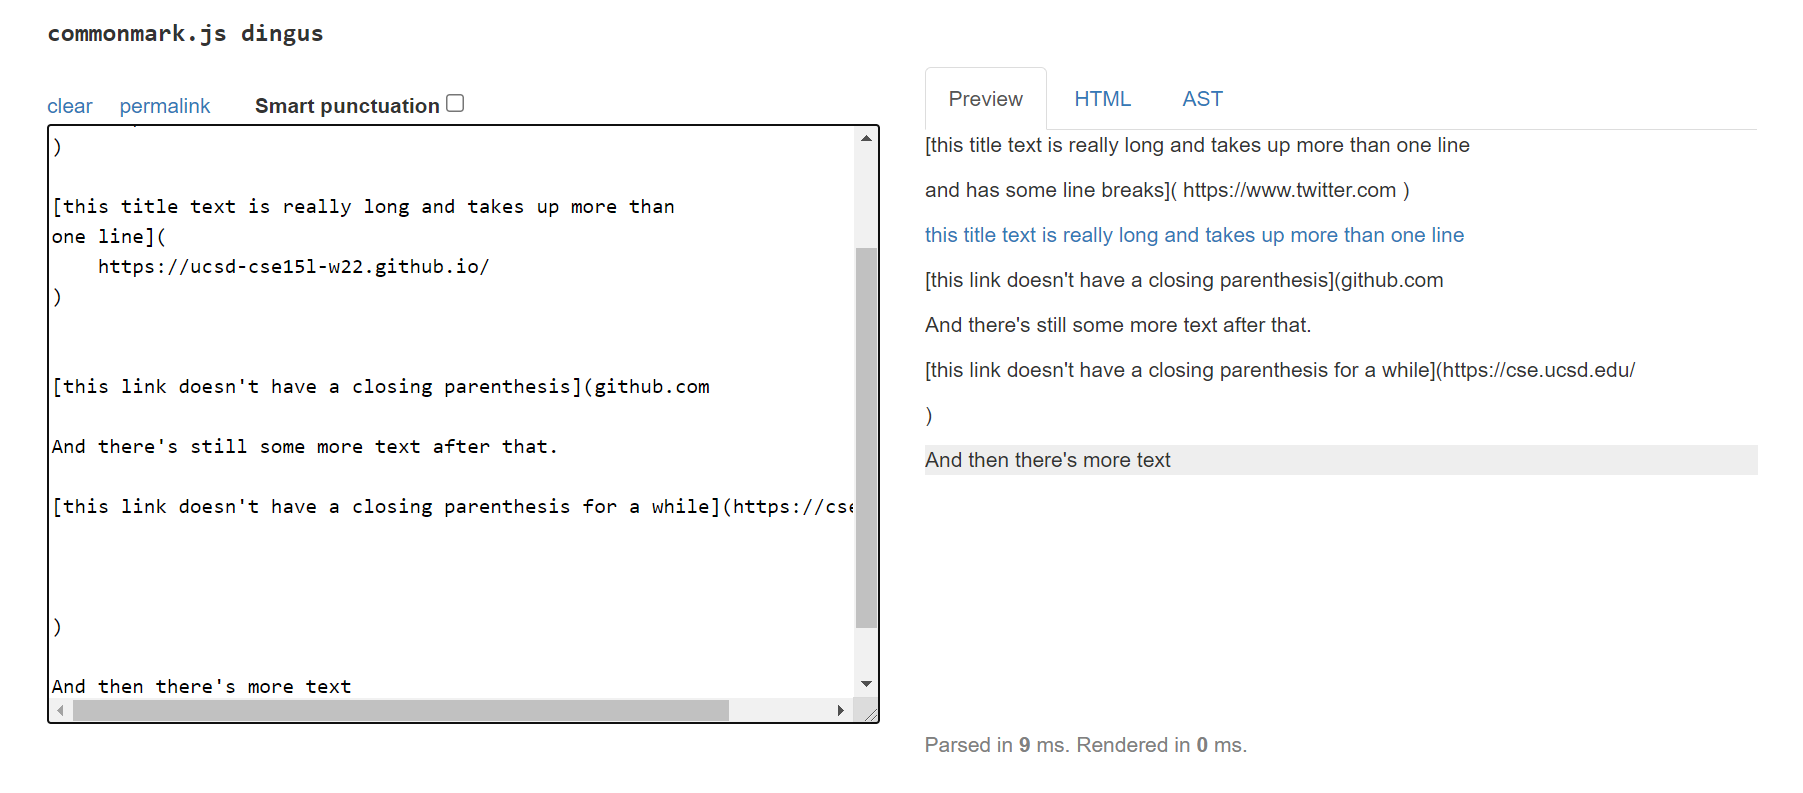 commonmark.js dingus
clear permalink Smart punctuation
)
[this title text is really long and takes up more than
one line](
    https://ucsd-cse15l-w22.github.io/
)
[this link doesn't have a closing parenthesis](github.com
And there's still some more text after that.
[this link doesn't have a closing parenthesis for a while](https://cse
)
And then there's more text
Preview HTML AST
[this title text is really long and takes up more than one line
and has some line breaks]( https://www.twitter.com )
this title text is really long and takes up more than one line
[this link doesn't have a closing parenthesis](github.com
And there's still some more text after that.
[this link doesn't have a closing parenthesis for a while](https://cse.ucsd.edu/
)
And then there's more text
Parsed in 9 ms. Rendered in 0 ms.